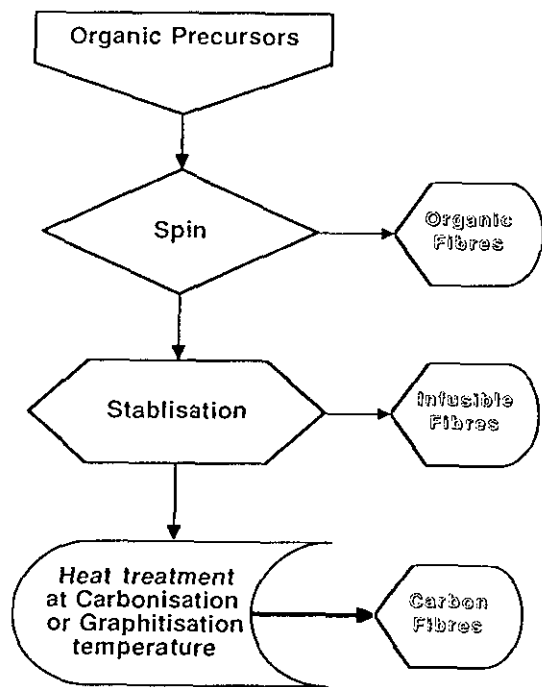 Organic Precursors
Spin
Organic
Fibres
Stablisation
Infusible
Fibres
Heat treatment
at Carbonisation
or Graphitisation
temperature
Carbon
Fibres